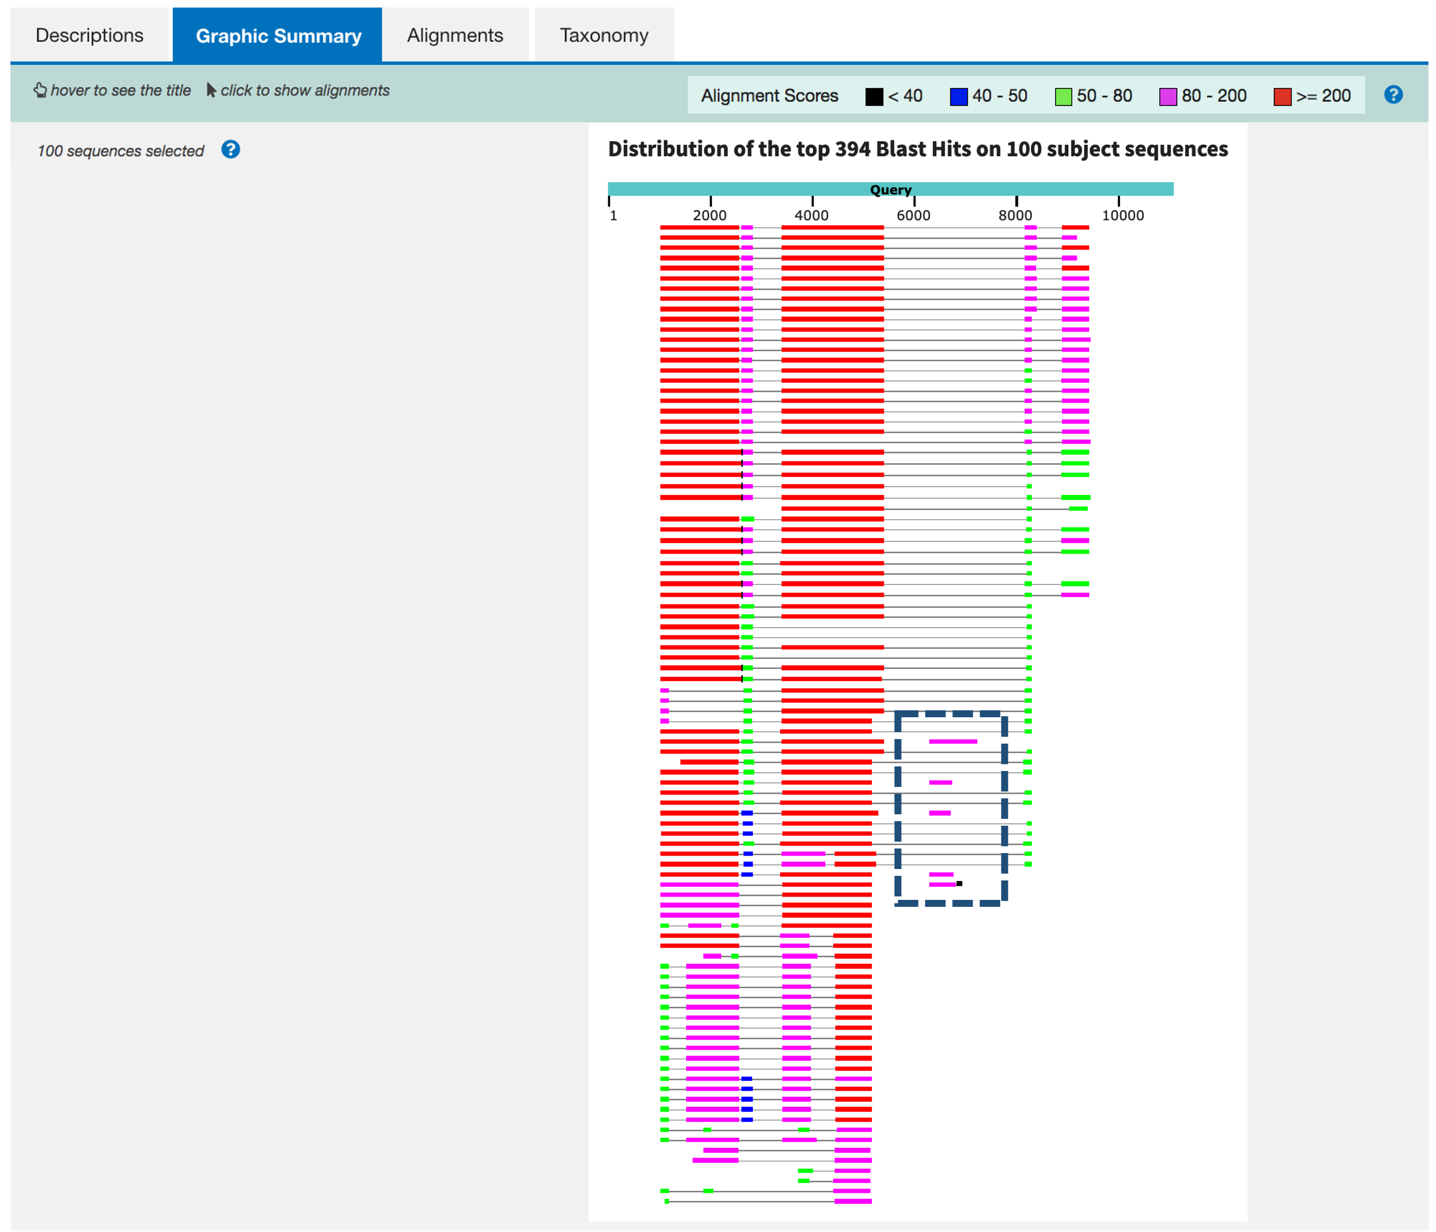 Descriptions Graphic Summary Alignments Taxonomy
hover to see the title click to show alignments Alignment Scores < 40 40 - 50 50 - 80 80 - 200 >= 200 ?
100 sequences selected ?
Distribution of the top 394 Blast Hits on 100 subject sequences
Query
1 2000 4000 6000 8000 10000